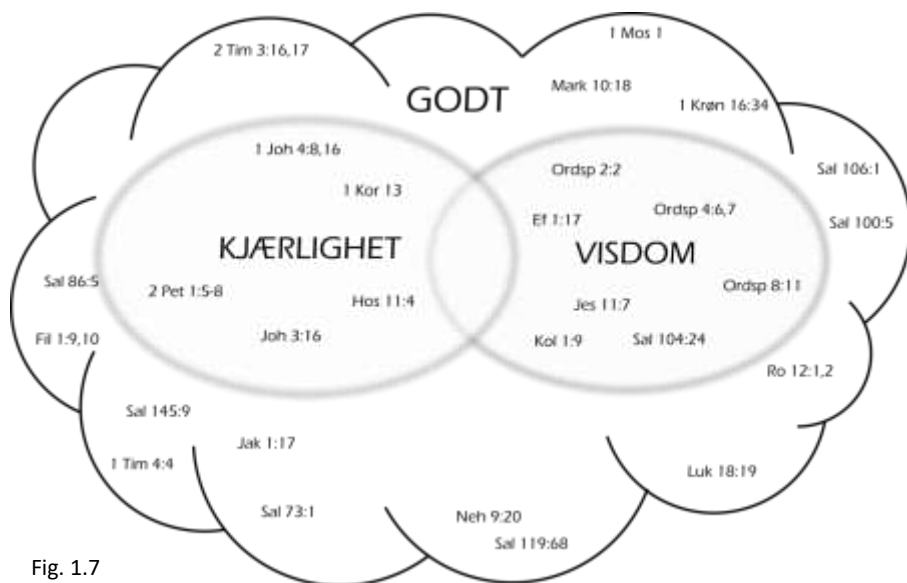 1 Mos 1
2 Tim 3:16,17
Mark 10:18
GODT
1 Krøn 16:34
1 Joh 4:8,16
Ordsp 2:2
Sal 106:1
1 Kor 13
Ordsp 4:6,7
Ef 1:17
Sal 100:5
KJÆRLIGHET
VISDOM
Sal 86:5
2 Pet 1:5-8
Hos 11:4
Ordsp 8:11
Jes 11:7
Fil 1:9,10
Joh 3:16
Kol 1:9
Sal 104:24
Ro 12:1,2
Sal 145:9
Jak 1:17
1 Tim 4:4
Luk 18:19
Sal 73:1
Neh 9:20
Sal 119:68
Fig. 1.7